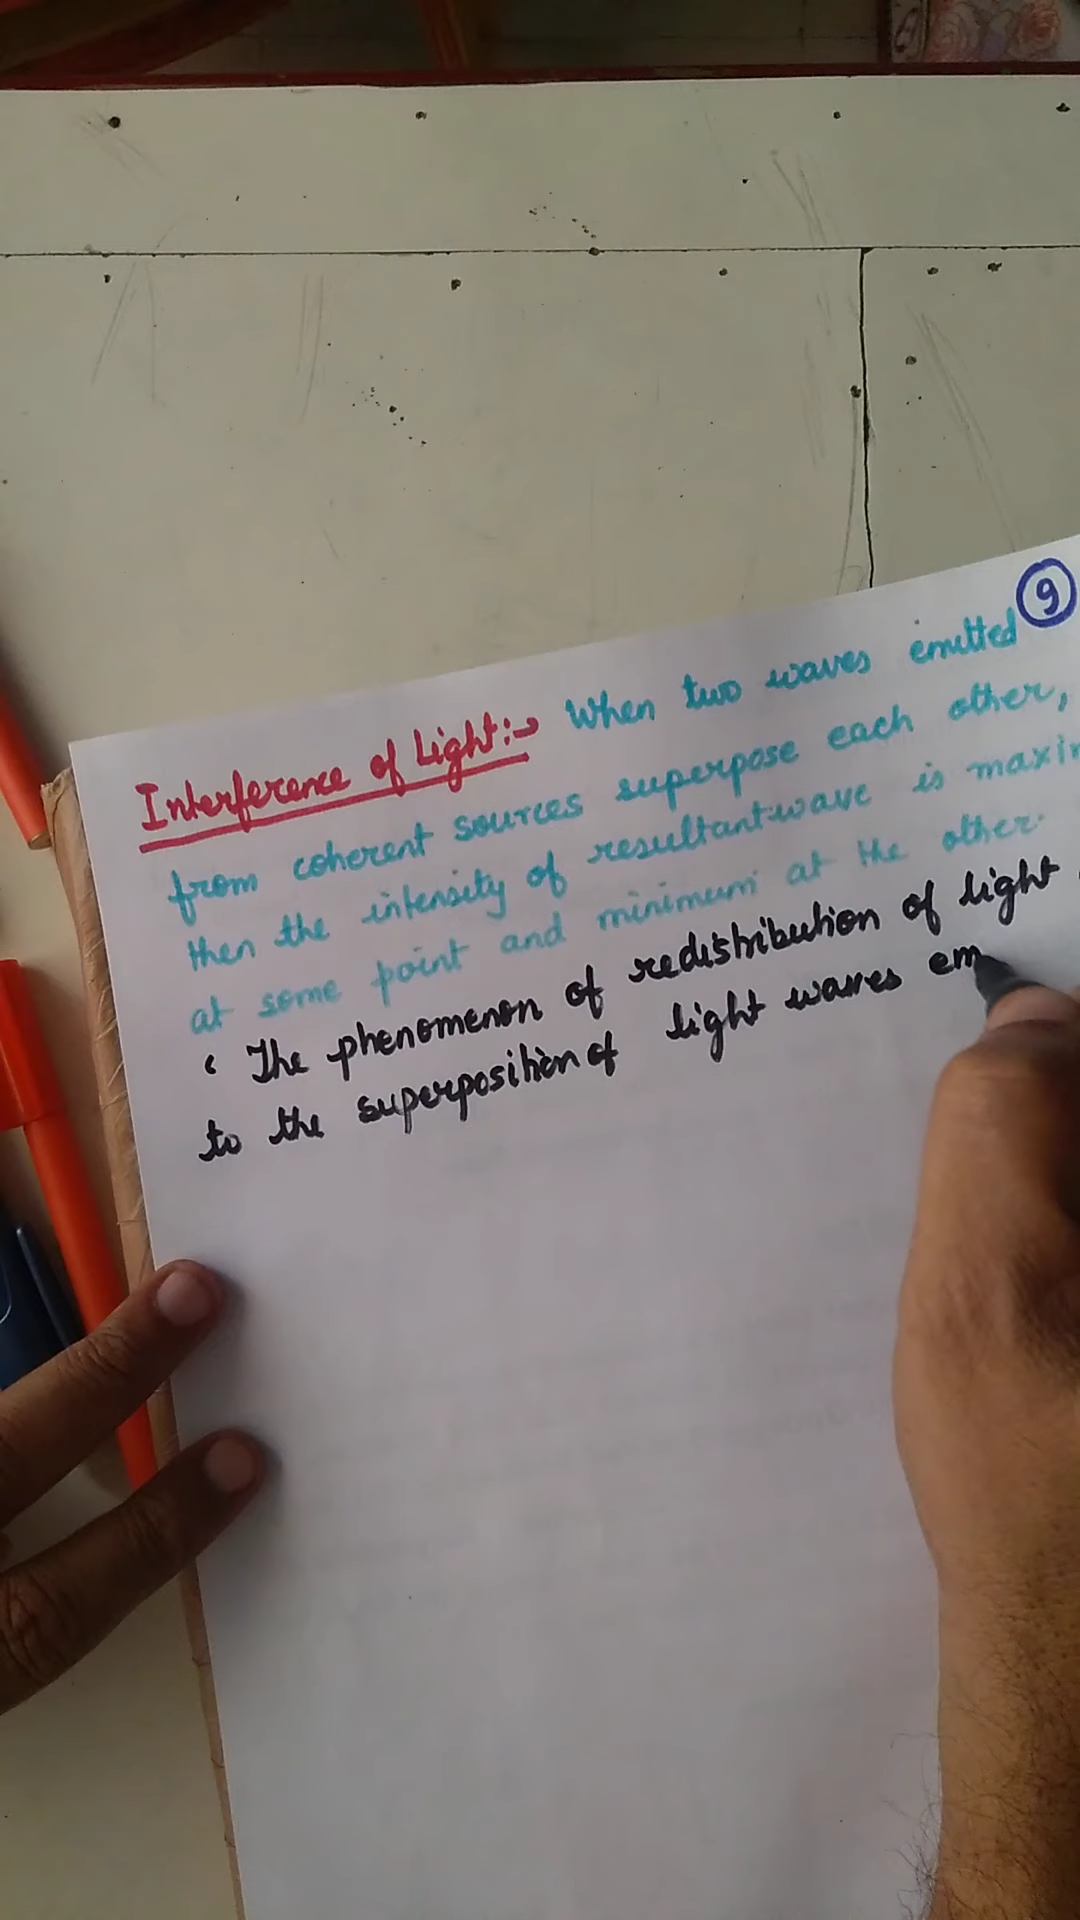 9
Interference of Light:- When two waves emitted
from coherent sources superpose each other,
then the intensity of resultant wave is maxim
at some point and minimum at the other.
“ The phenomenon of redistribution of light
to the superposition of light waves em